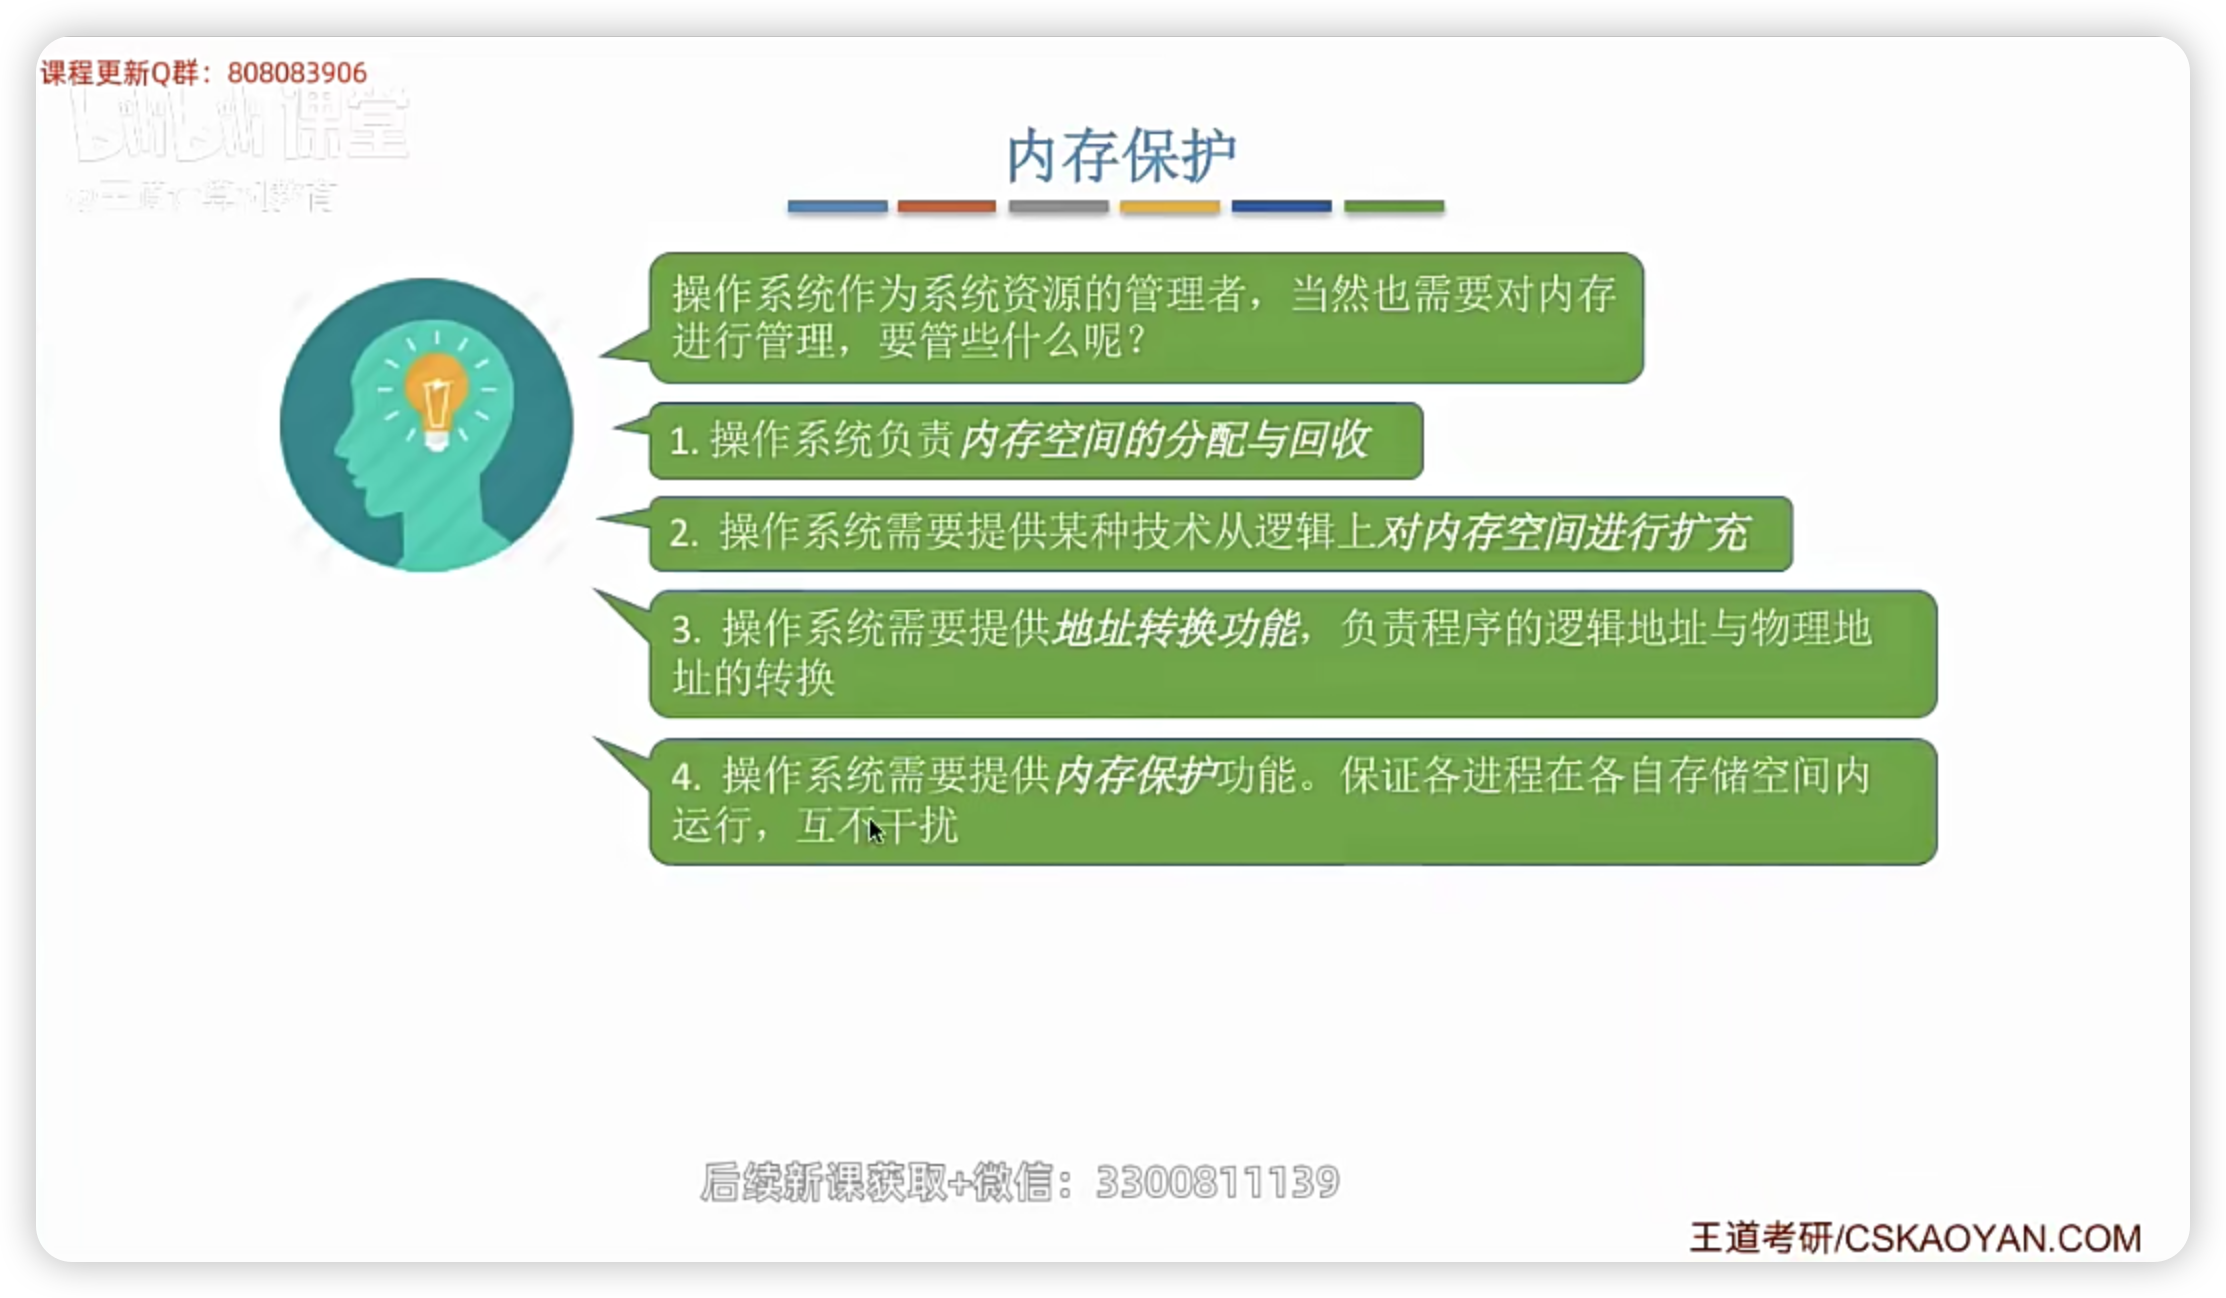 课程更新Q群：808083906
bilibili课堂
内存保护
操作系统作为系统资源的管理者，当然也需要对内存
进行管理，要管些什么呢？
1. 操作系统负责内存空间的分配与回收
2. 操作系统需要提供某种技术从逻辑上对内存空间进行扩充
3. 操作系统需要提供地址转换功能，负责程序的逻辑地址与物理地
址的转换
4. 操作系统需要提供内存保护功能。保证各进程在各自存储空间内
运行，互不干扰
后续新课获取+微信：3300811139
王道考研/CSKAOYAN.COM